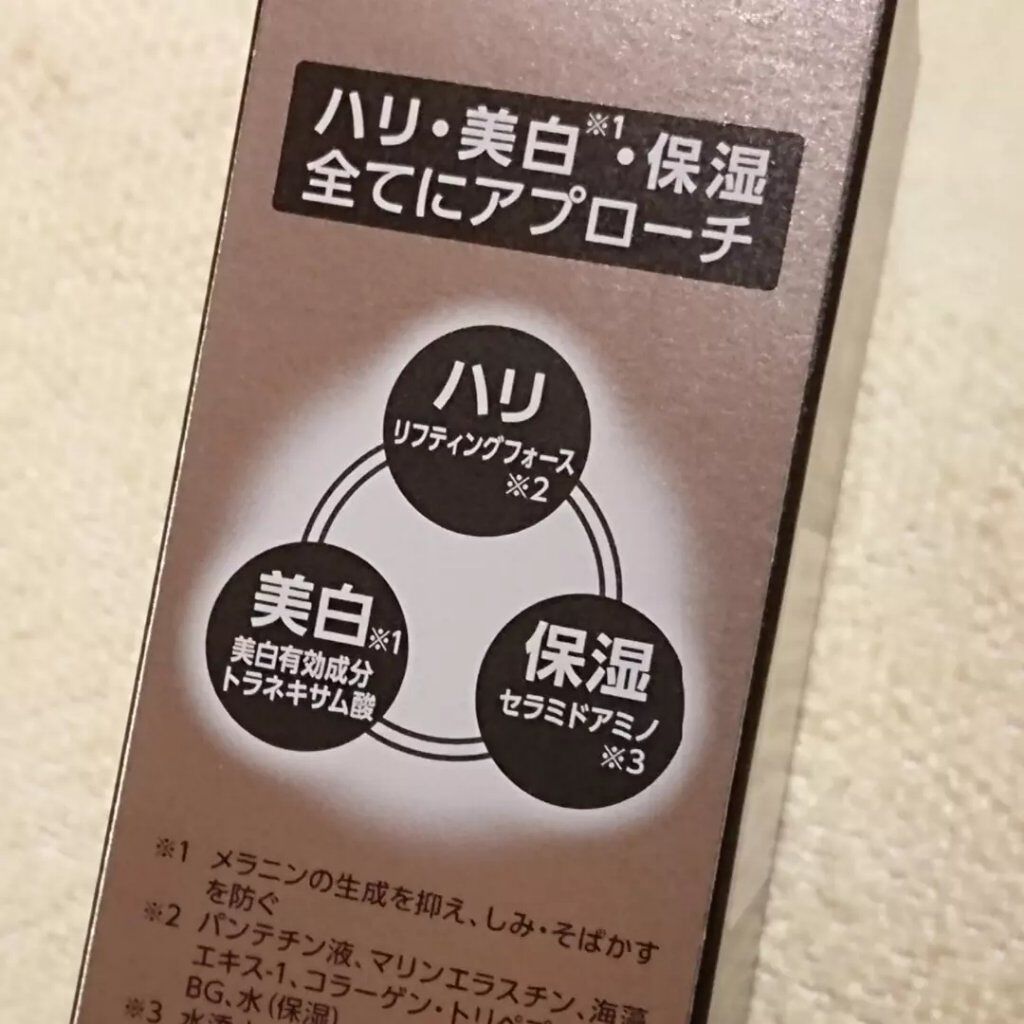 ハリ・美白※1・保湿
全てにアプローチ
ハリ
リフティングフォース
※2
美白※1
美白有効成分
トラネキサム酸
保湿
セラミドアミノ
※3
※1 メラニンの生成を抑え、しみ・そばかす
を防ぐ
※2 パンテチン液、マリンエラスチン、海藻
エキス-1、コラーゲン・トリペプ
BG、水(保湿)
※3 水添